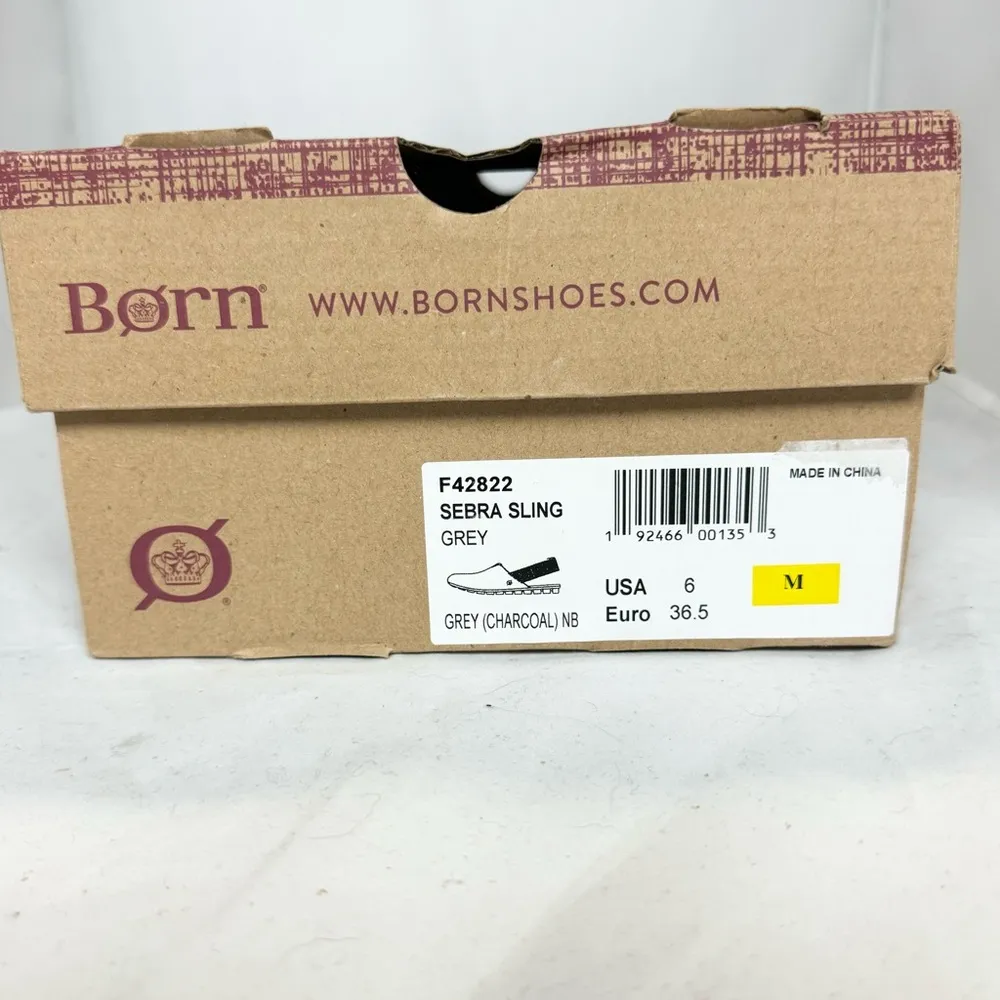 Børn® WWW.BORNSHOES.COM
Ø®
F42822
SEBRA SLING
GREY
GREY (CHARCOAL) NB
1 92466 00135 3
MADE IN CHINA
USA 6
Euro 36.5
M